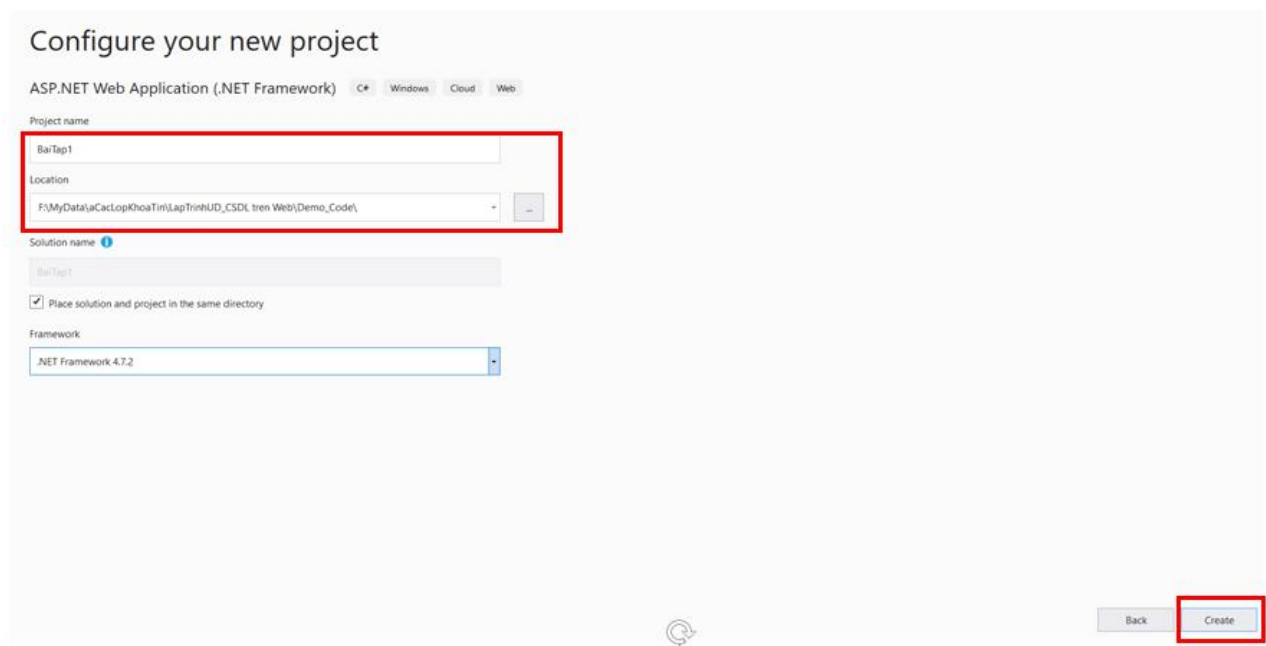 Configure your new project
ASP.NET Web Application (.NET Framework) C# Windows Cloud Web
Project name
BaiTap1
Location
F:\MyData\aCacLopKhoaTin\LapTrinhUD_CSDL tren Web\Demo_Code\
...
Solution name
BaiTap1
Place solution and project in the same directory
Framework
.NET Framework 4.7.2
Back Create